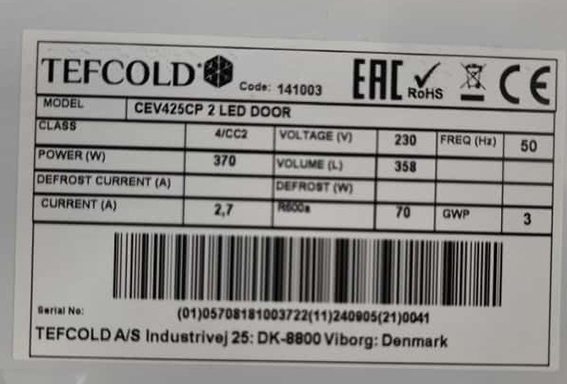 TEFCOLD Code: 141003 EAC RoHS CE
MODEL CEV425CP 2 LED DOOR
CLASS 4/CC2 VOLTAGE (V) 230 FREQ (Hz) 50
POWER (W) 370 VOLUME (L) 358
DEFROST CURRENT (A) DEFROST (W)
CURRENT (A) 2,7 R600a 70 GWP 3
Serial No: (01)05708181003722(11)240905(21)0041
TEFCOLD A/S Industrivej 25: DK-8800 Viborg: Denmark